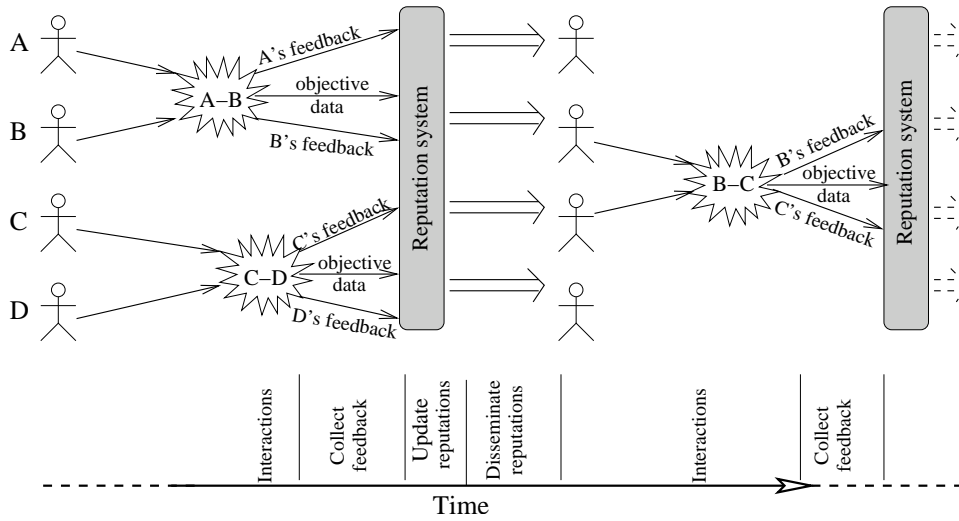 A
B
C
D
A–B
A's feedback
objective
data
B's feedback
C–D
C's feedback
objective
data
D's feedback
Reputation system
B–C
B's feedback
objective
data
C's feedback
Reputation system
Interactions
Collect
feedback
Update
reputations
Disseminate
reputations
Interactions
Collect
feedback
Time